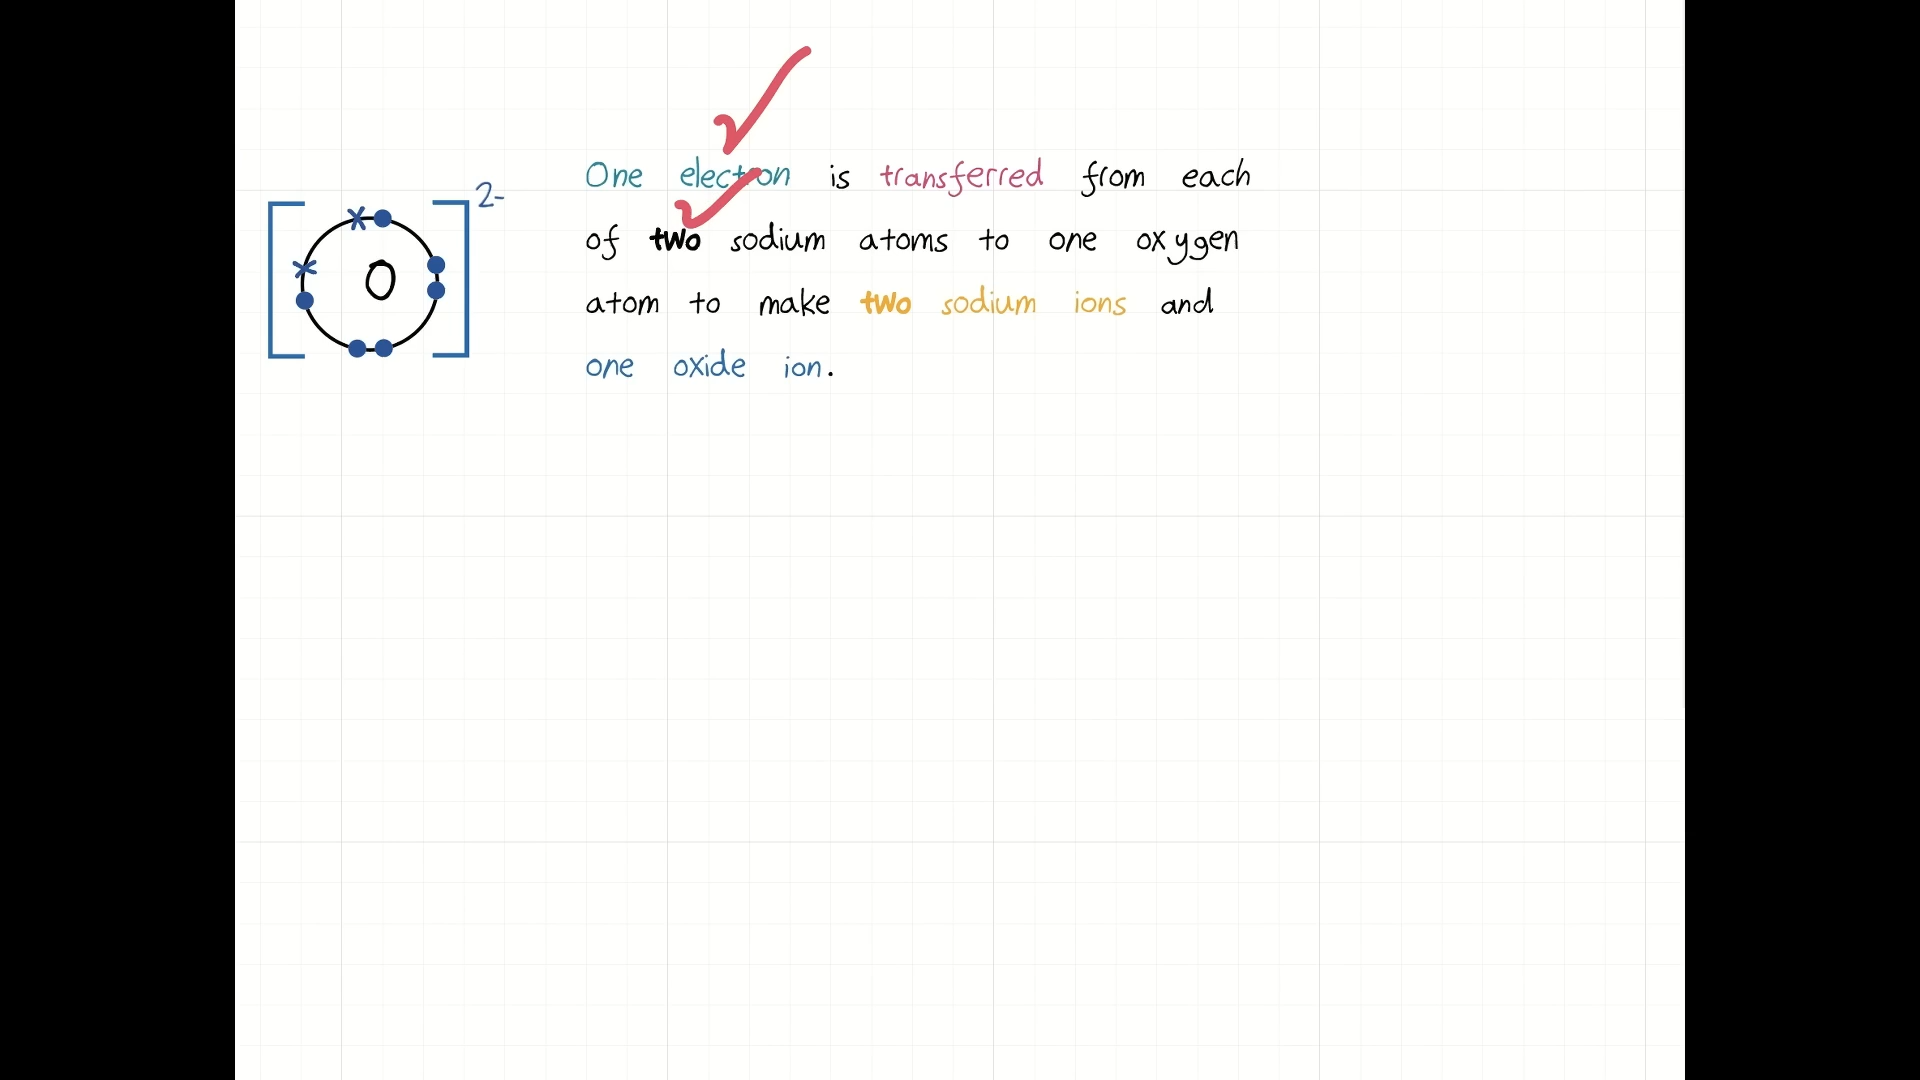 2-
O
One electron is transferred from each
of two sodium atoms to one oxygen
atom to make two sodium ions and
one oxide ion.